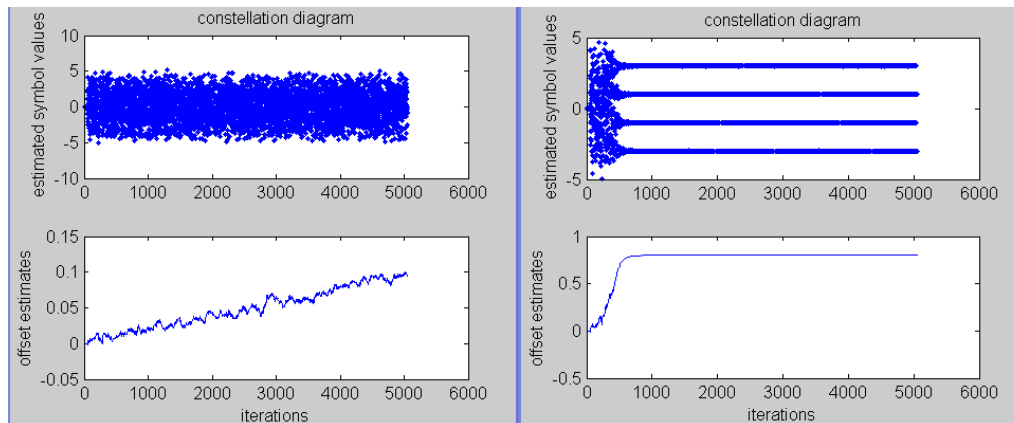 constellation diagram
estimated symbol values
10
5
0
-5
-10
0 1000 2000 3000 4000 5000 6000
offset estimates
0.15
0.1
0.05
0
-0.05
0 1000 2000 3000 4000 5000 6000
iterations
constellation diagram
estimated symbol values
5
0
-5
0 1000 2000 3000 4000 5000 6000
offset estimates
1
0.5
0
-0.5
0 1000 2000 3000 4000 5000 6000
iterations